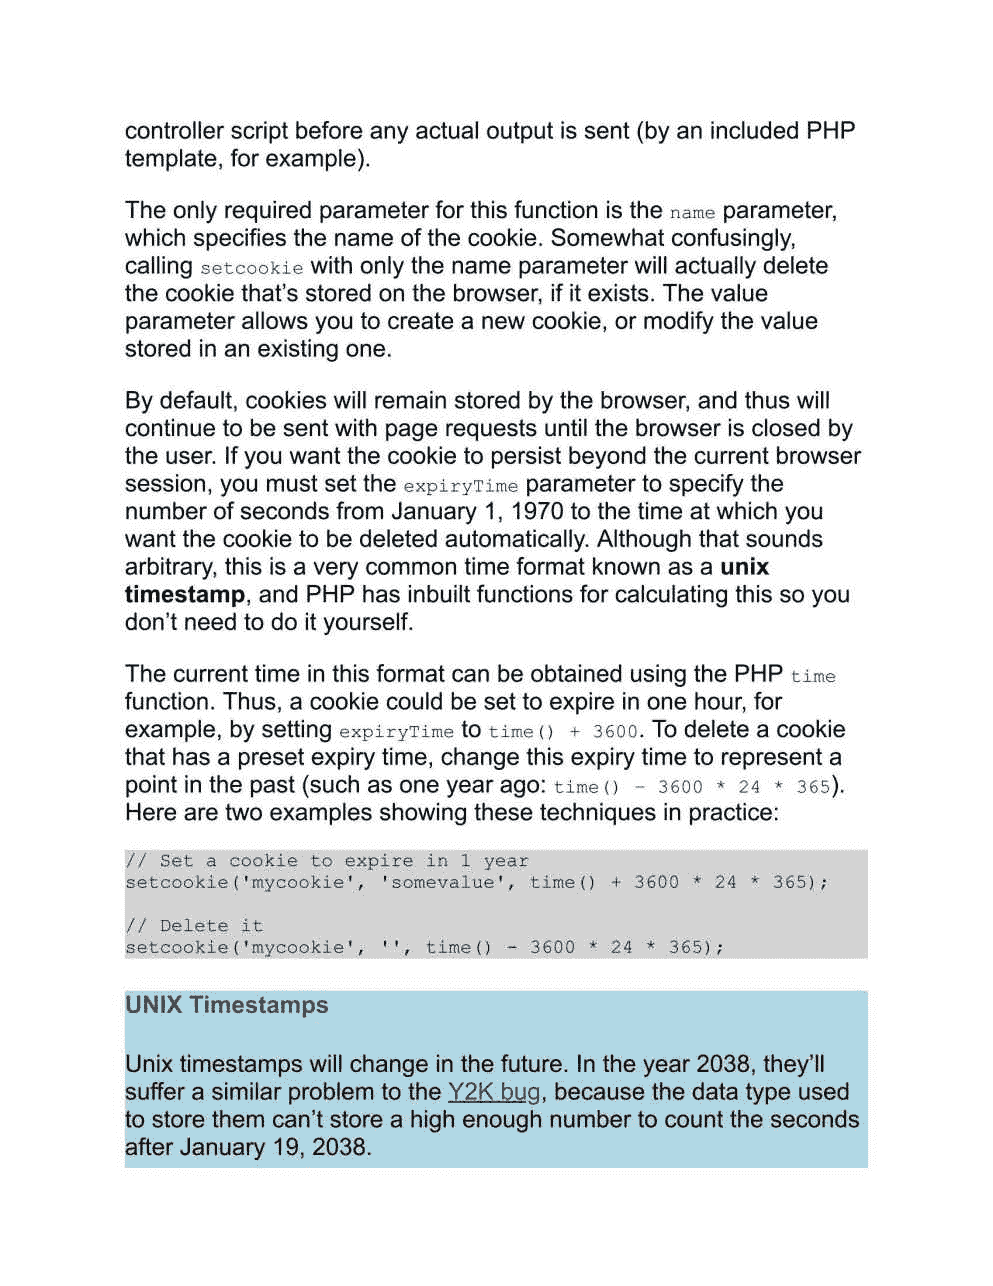 controller script before any actual output is sent (by an included PHP
template, for example).
The only required parameter for this function is the name parameter,
which specifies the name of the cookie. Somewhat confusingly,
calling setcookie with only the name parameter will actually delete
the cookie that’s stored on the browser, if it exists. The value
parameter allows you to create a new cookie, or modify the value
stored in an existing one.
By default, cookies will remain stored by the browser, and thus will
continue to be sent with page requests until the browser is closed by
the user. If you want the cookie to persist beyond the current browser
session, you must set the expiryTime parameter to specify the
number of seconds from January 1, 1970 to the time at which you
want the cookie to be deleted automatically. Although that sounds
arbitrary, this is a very common time format known as a unix
timestamp, and PHP has inbuilt functions for calculating this so you
don’t need to do it yourself.
The current time in this format can be obtained using the PHP time
function. Thus, a cookie could be set to expire in one hour, for
example, by setting expiryTime to time() + 3600. To delete a cookie
that has a preset expiry time, change this expiry time to represent a
point in the past (such as one year ago: time() – 3600 * 24 * 365).
Here are two examples showing these techniques in practice:
// Set a cookie to expire in 1 year
setcookie('mycookie', 'somevalue', time() + 3600 * 24 * 365);
// Delete it
setcookie('mycookie', '', time() - 3600 * 24 * 365);
UNIX Timestamps
Unix timestamps will change in the future. In the year 2038, they’ll
suffer a similar problem to the Y2K bug, because the data type used
to store them can’t store a high enough number to count the seconds
after January 19, 2038.